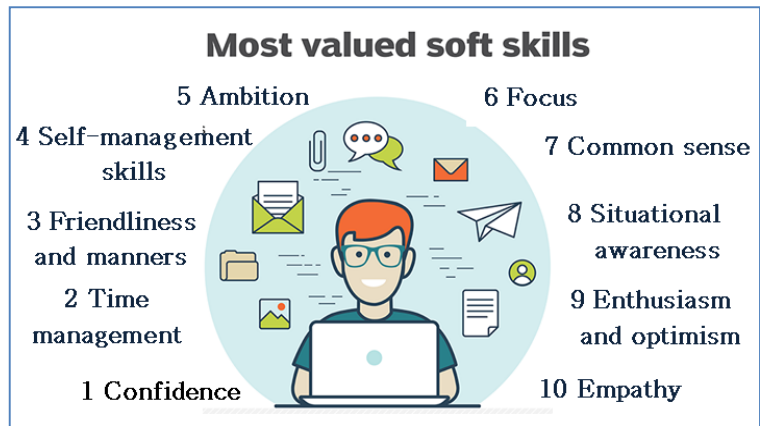 Most valued soft skills
5 Ambition
6 Focus
4 Self-management
skills
7 Common sense
3 Friendliness
and manners
8 Situational
awareness
2 Time
management
9 Enthusiasm
and optimism
1 Confidence
10 Empathy